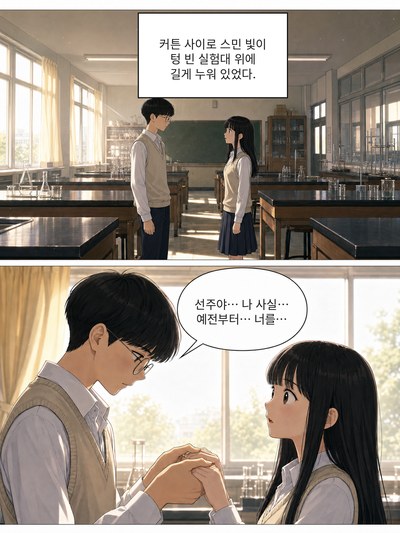 커튼 사이로 스민 빛이
텅 빈 실험대 위에
길게 누워 있었다.
선주야… 나 사실…
예전부터… 너를…